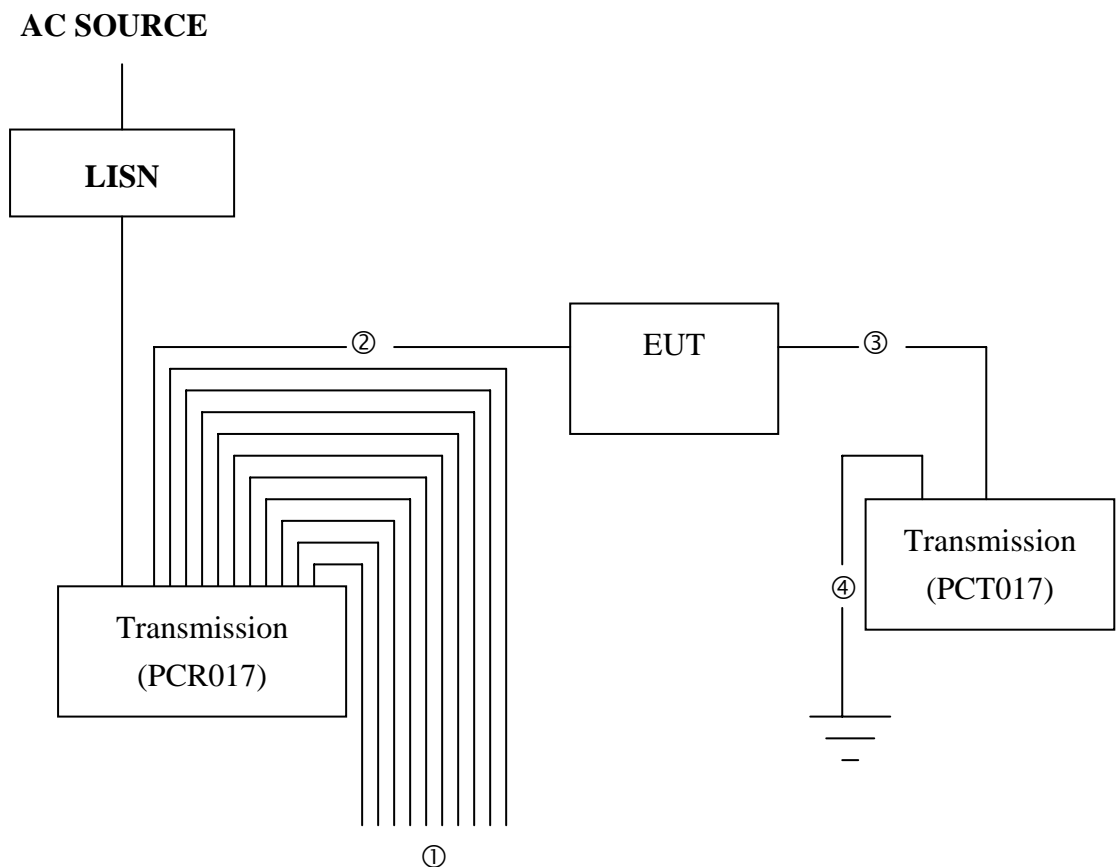 AC SOURCE
LISN
②
EUT
③
Transmission
(PCT017)
④
Transmission
(PCR017)
①